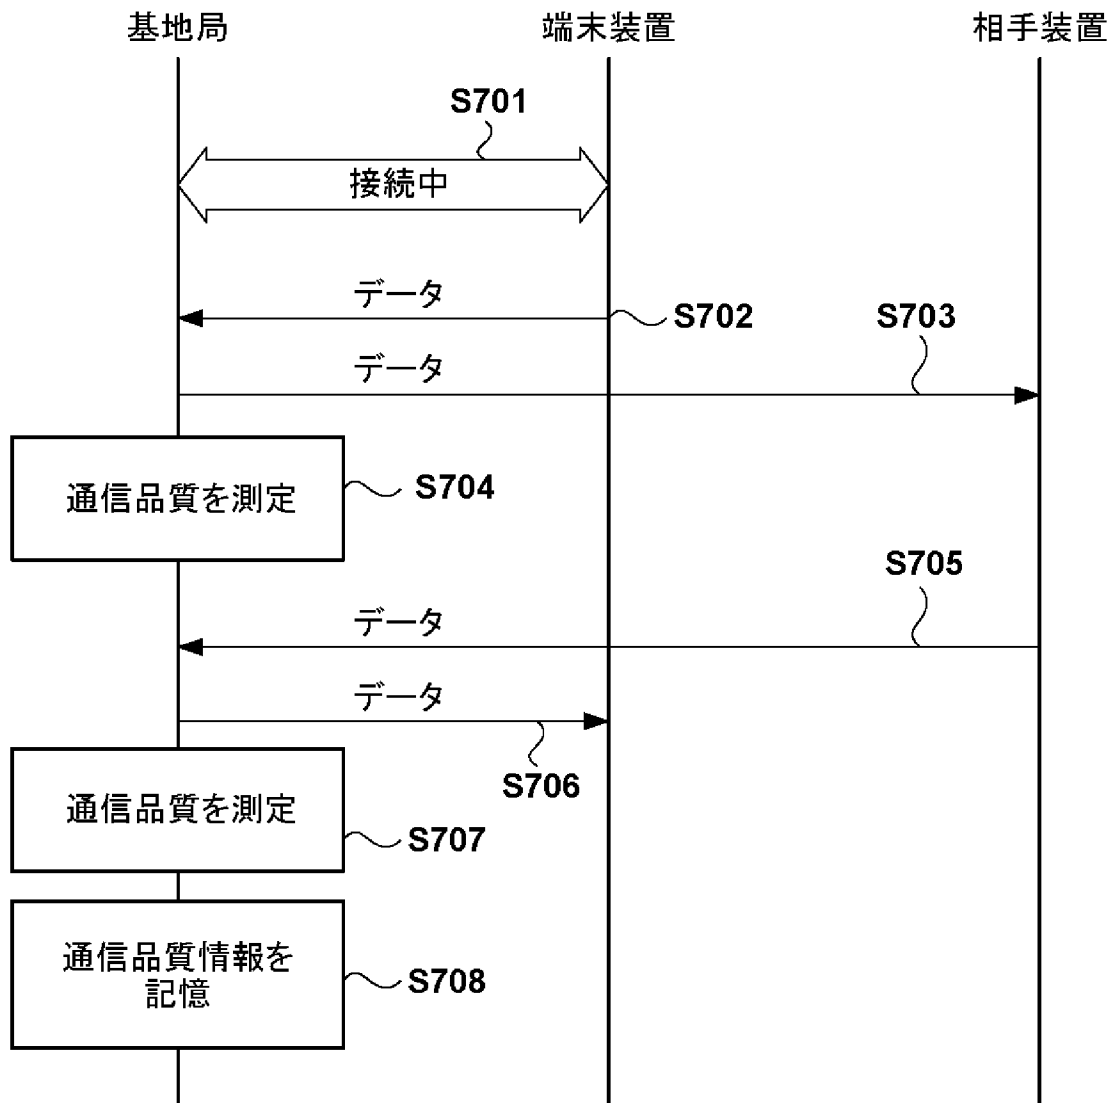 基地局
端末装置
相手装置
S701
接続中
データ
S702
S703
データ
通信品質を測定
S704
S705
データ
データ
S706
通信品質を測定
S707
通信品質情報を
記憶
S708